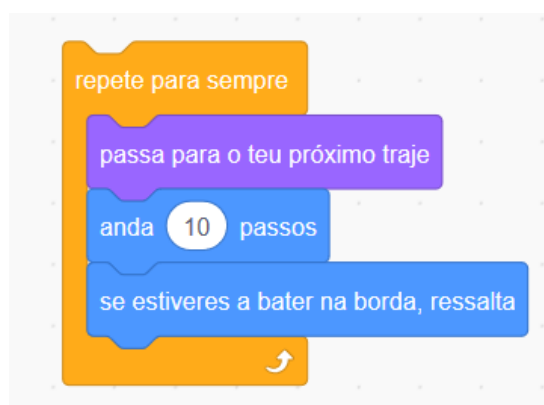 repete para sempre
passa para o teu próximo traje
anda 10 passos
se estiveres a bater na borda, ressalta